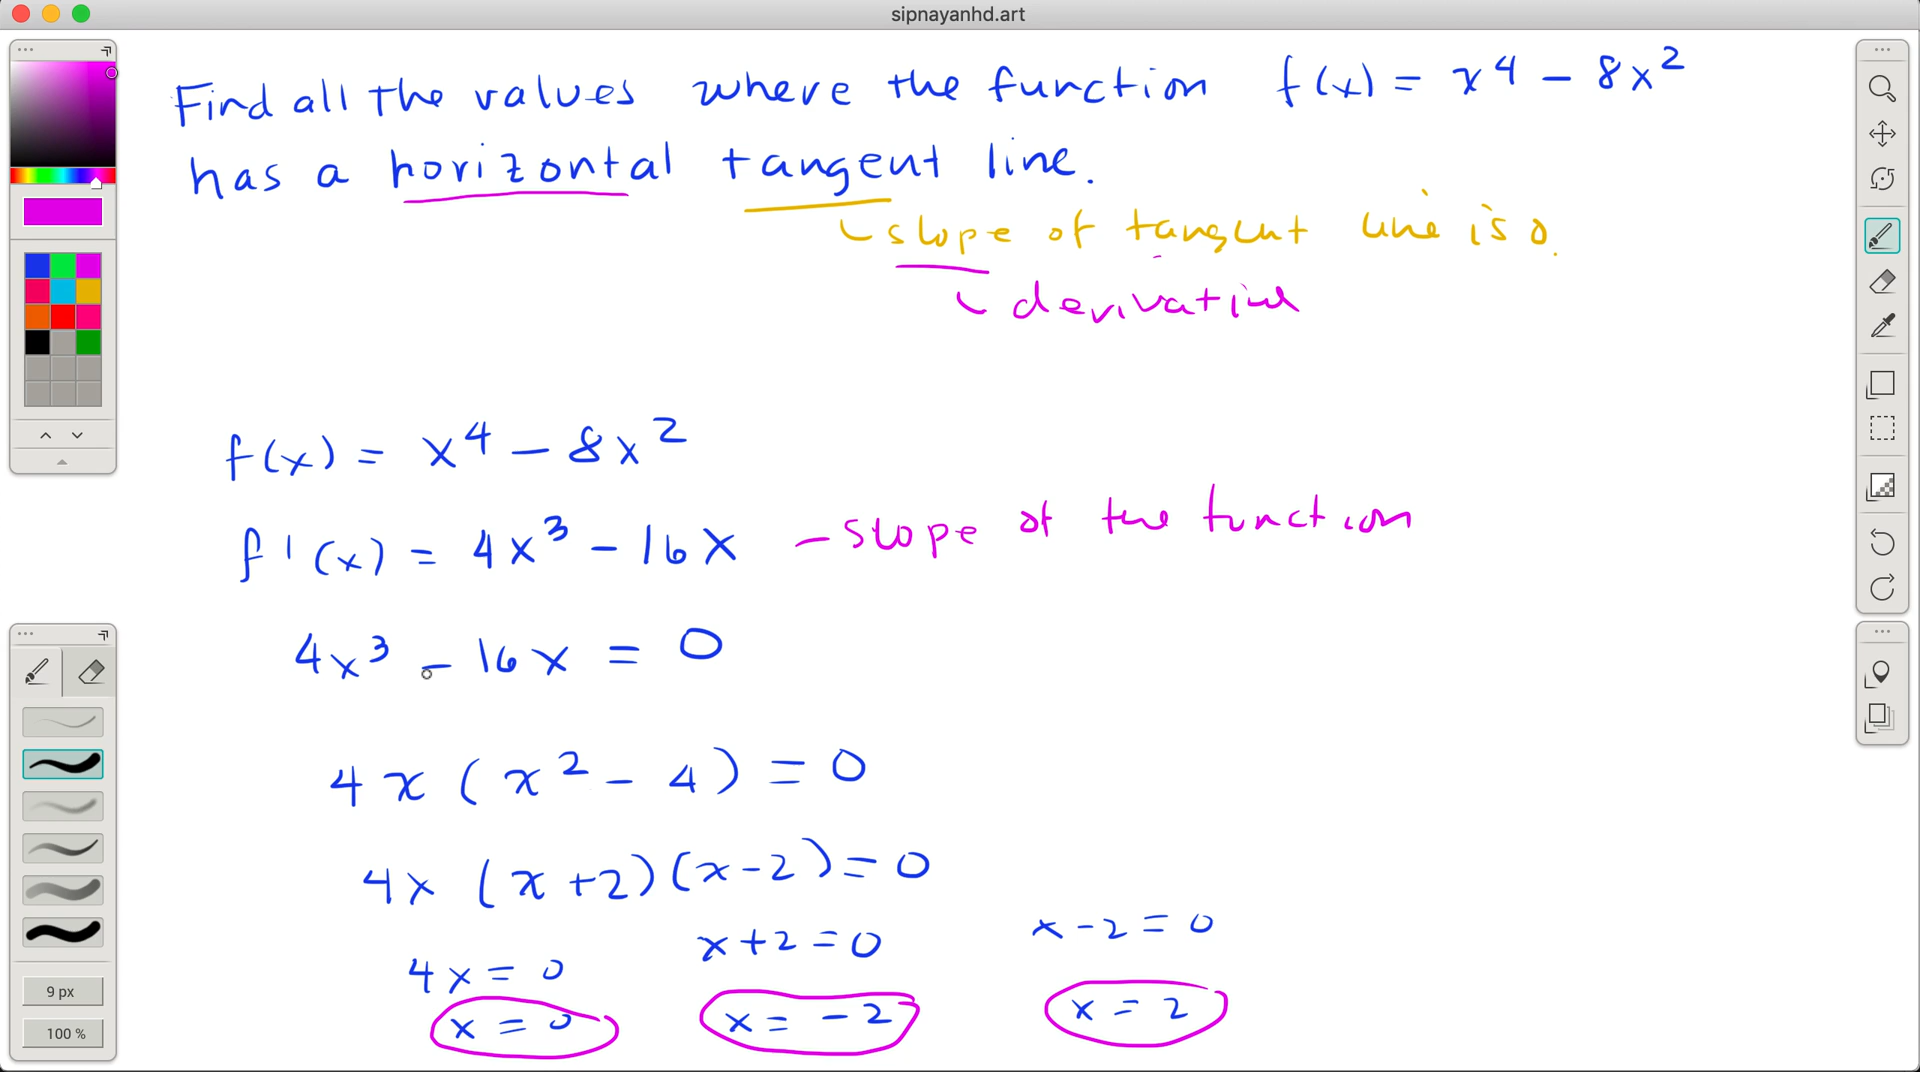 sipnayanhd.art
Find all the values where the function f(x) = x⁴ - 8x²
has a horizontal tangent line.
slope of tangent line is 0.
derivative
f(x) = x⁴ - 8x²
f'(x) = 4x³ - 16x - slope of the function
4x³ - 16x = 0
4x (x² - 4) = 0
4x (x+2)(x-2) = 0
4x = 0 x+2 = 0 x-2 = 0
x = 0 x = -2 x = 2
9 px
100 %